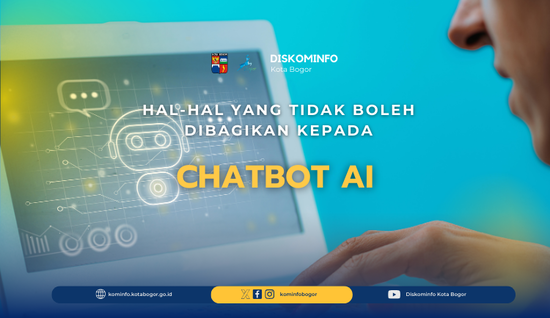 DISKOMINFO
Kota Bogor
HAL-HAL YANG TIDAK BOLEH
DIBAGIKAN KEPADA
CHATBOT AI
kominfo.kotabogor.go.id
kominfobogor
Diskominfo Kota Bogor